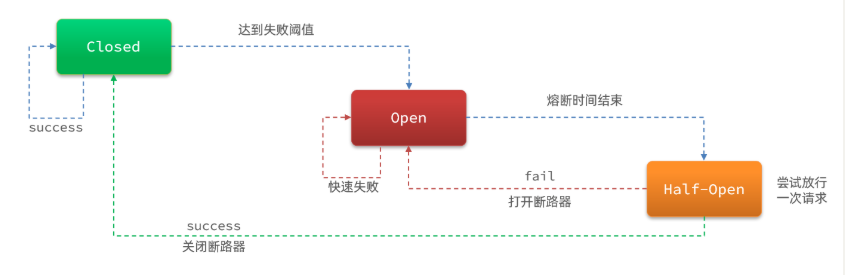 达到失败阈值
Closed
success
Open
熔断时间结束
快速失败
fail
打开断路器
Half-Open
尝试放行
一次请求
success
关闭断路器